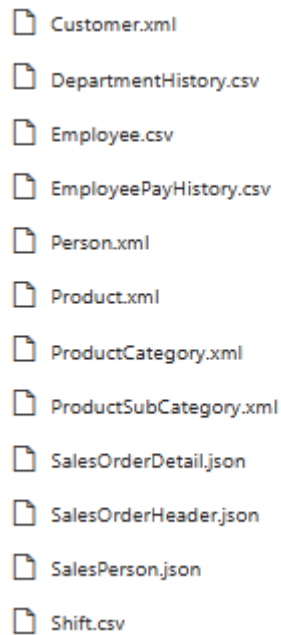 Customer.xml
DepartmentHistory.csv
Employee.csv
EmployeePayHistory.csv
Person.xml
Product.xml
ProductCategory.xml
ProductSubCategory.xml
SalesOrderDetail.json
SalesOrderHeader.json
SalesPerson.json
Shift.csv